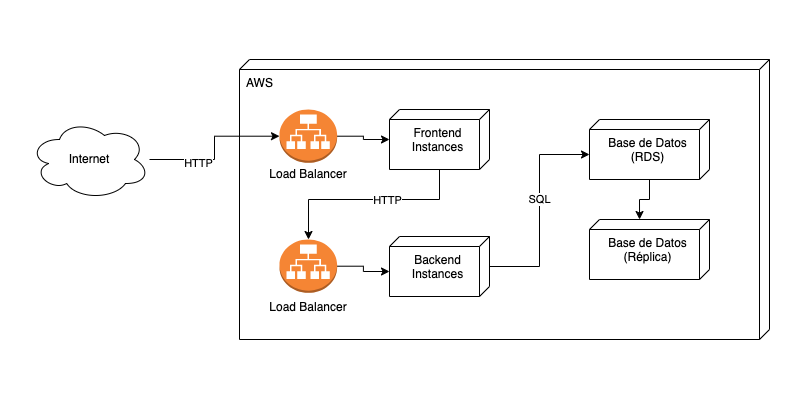 AWS
Internet
HTTP
Load Balancer
Frontend
Instances
HTTP
Load Balancer
Backend
Instances
SQL
Base de Datos
(RDS)
Base de Datos
(Réplica)